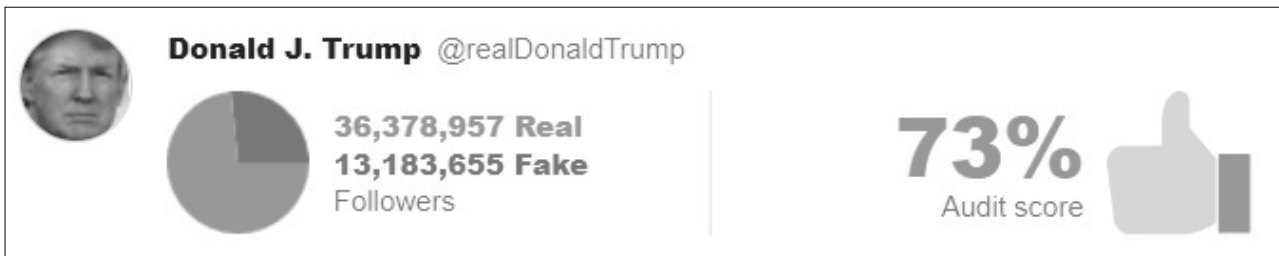 Donald J. Trump @realDonaldTrump
36,378,957 Real
13,183,655 Fake
Followers
73%
Audit score